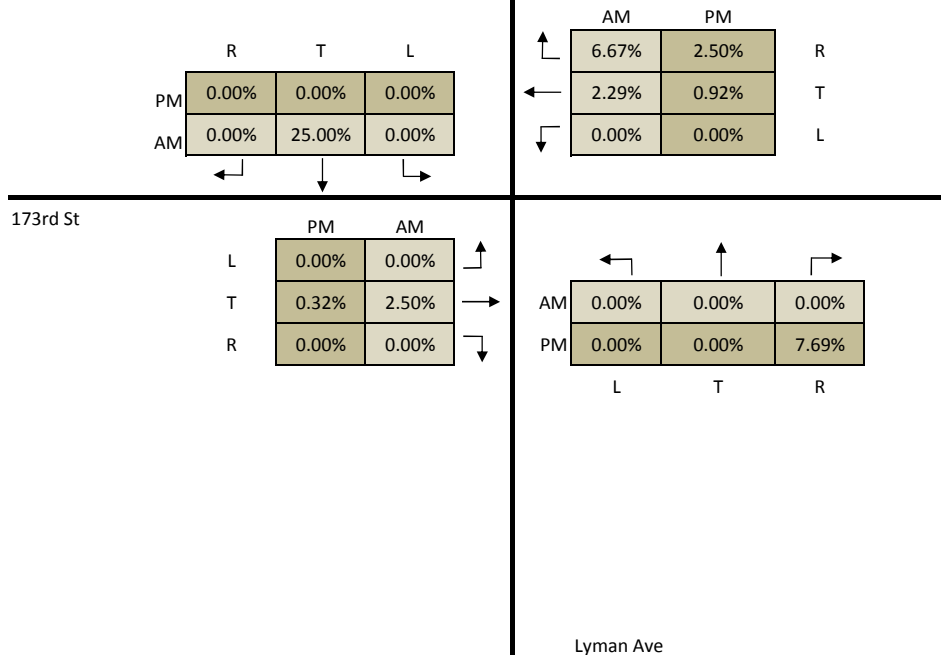 R T L
PM 0.00% 0.00% 0.00%
AM 0.00% 25.00% 0.00%
AM PM
6.67% 2.50% R
2.29% 0.92% T
0.00% 0.00% L
173rd St
PM AM
L 0.00% 0.00%
T 0.32% 2.50%
R 0.00% 0.00%
AM 0.00% 0.00% 0.00%
PM 0.00% 0.00% 7.69%
L T R
Lyman Ave